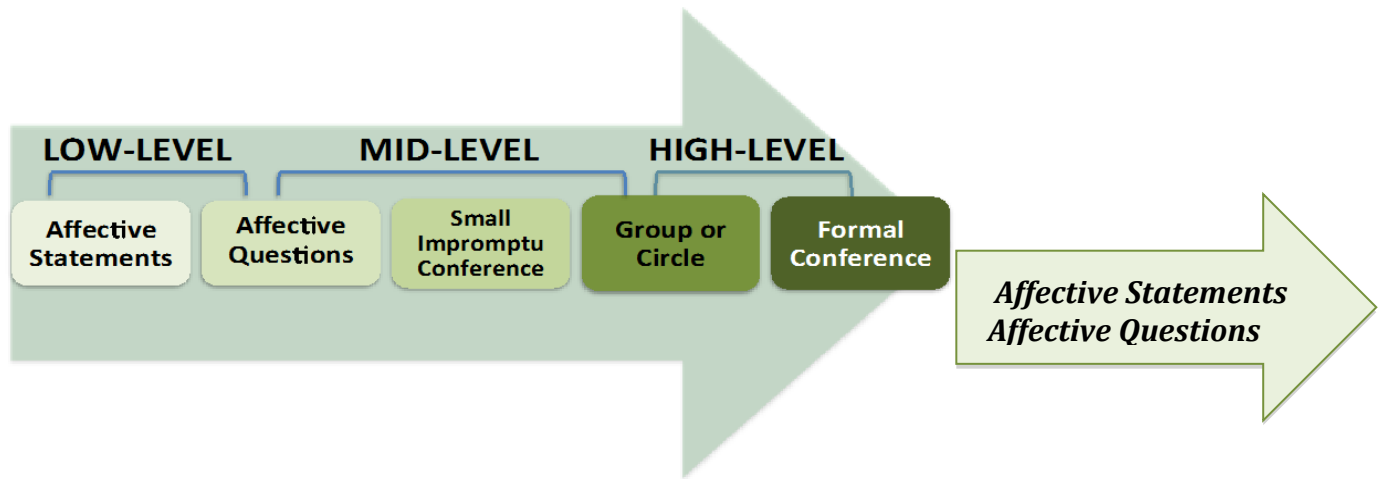 LOW-LEVEL
MID-LEVEL
HIGH-LEVEL
Affective
Statements
Affective
Questions
Small
Impromptu
Conference
Group or
Circle
Formal
Conference
Affective Statements
Affective Questions